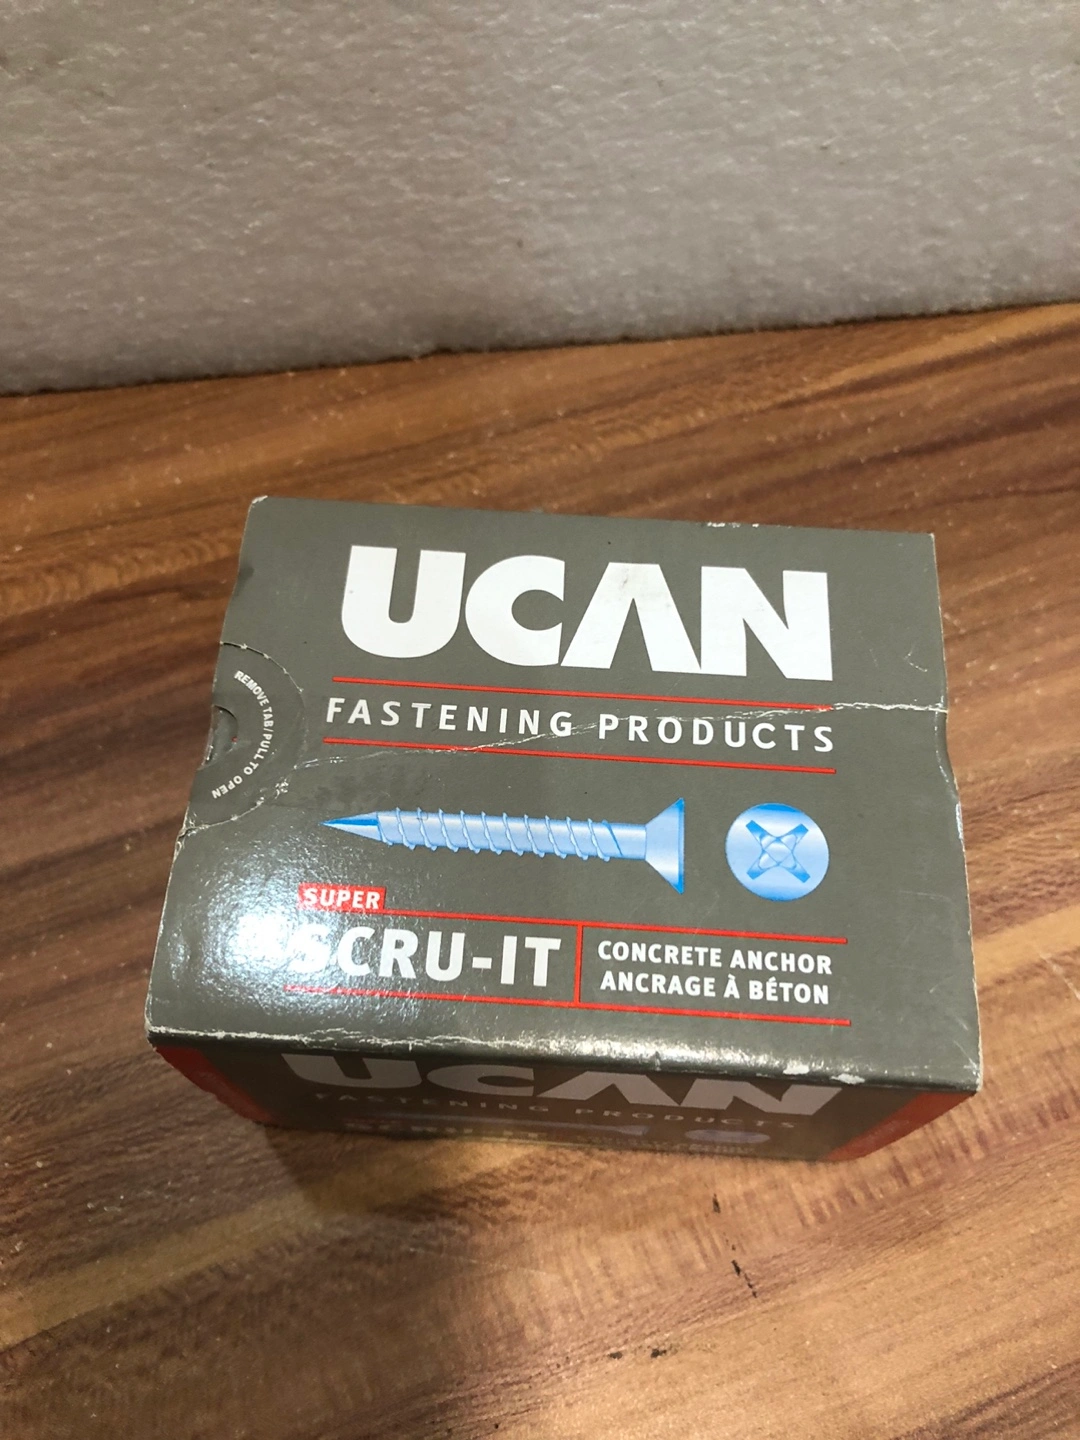 UCAN
FASTENING PRODUCTS
REMOVE TAB/PULL TO OPEN
SUPER
SCRU-IT
CONCRETE ANCHOR
ANCRAGE À BÉTON
UCAN
FASTENING PRODUCTS